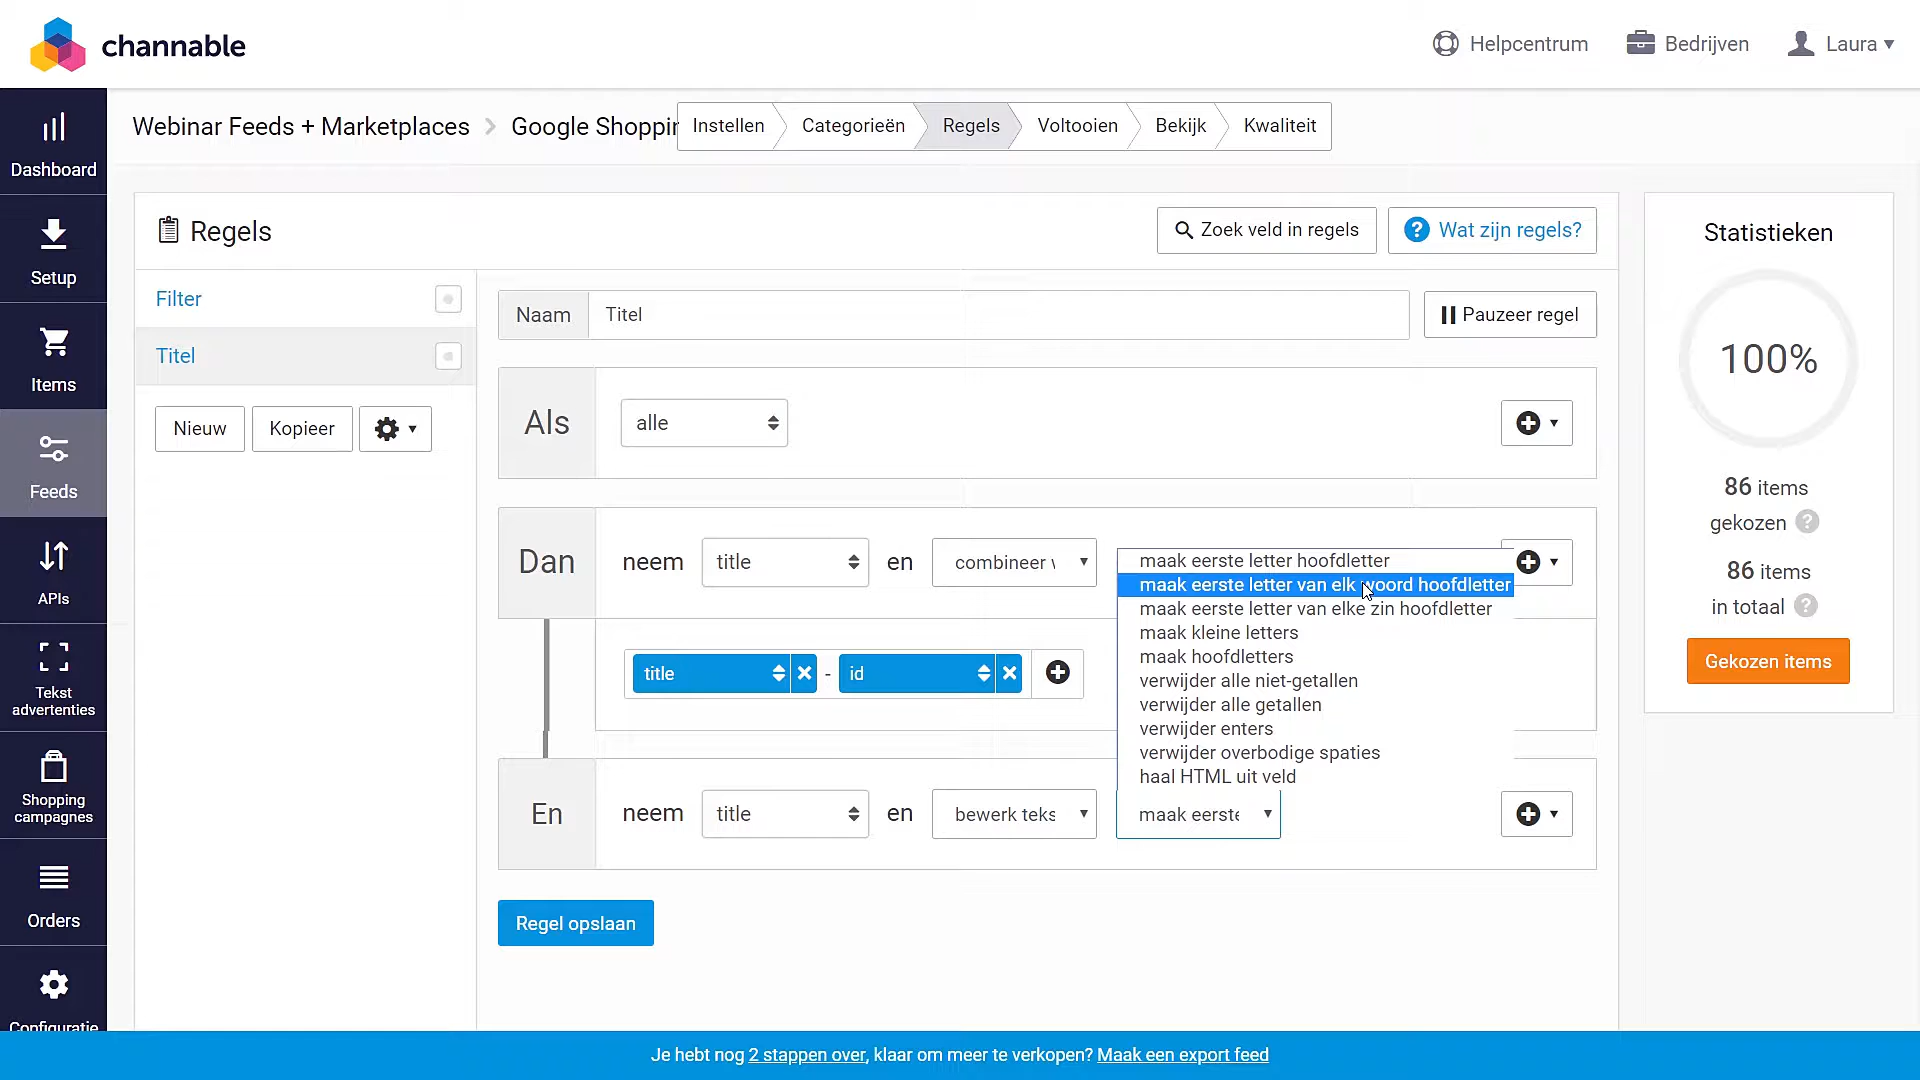 channable
Helpcentrum
Bedrijven
Laura
Webinar Feeds + Marketplaces
Google Shoppin
Instellen
Categorieën
Regels
Voltooien
Bekijk
Kwaliteit
Dashboard
Setup
Items
Feeds
APIs
Tekst
advertenties
Shopping
campagnes
Orders
Configuratie
Regels
Zoek veld in regels
? Wat zijn regels?
Filter
Titel
Nieuw
Kopieer
Naam
Titel
Pauzeer regel
Als
alle
Dan
neem
title
en
combineer
maak eerste letter hoofdletter
maak eerste letter van elk woord hoofdletter
maak eerste letter van elke zin hoofdletter
maak kleine letters
maak hoofdletters
verwijder alle niet-getallen
verwijder alle getallen
verwijder enters
verwijder overbodige spaties
haal HTML uit veld
title
-
id
En
neem
title
en
bewerk teks
maak eerste
Regel opslaan
Statistieken
100%
86 items
gekozen ?
86 items
in totaal ?
Gekozen items
Je hebt nog 2 stappen over, klaar om meer te verkopen? Maak een export feed